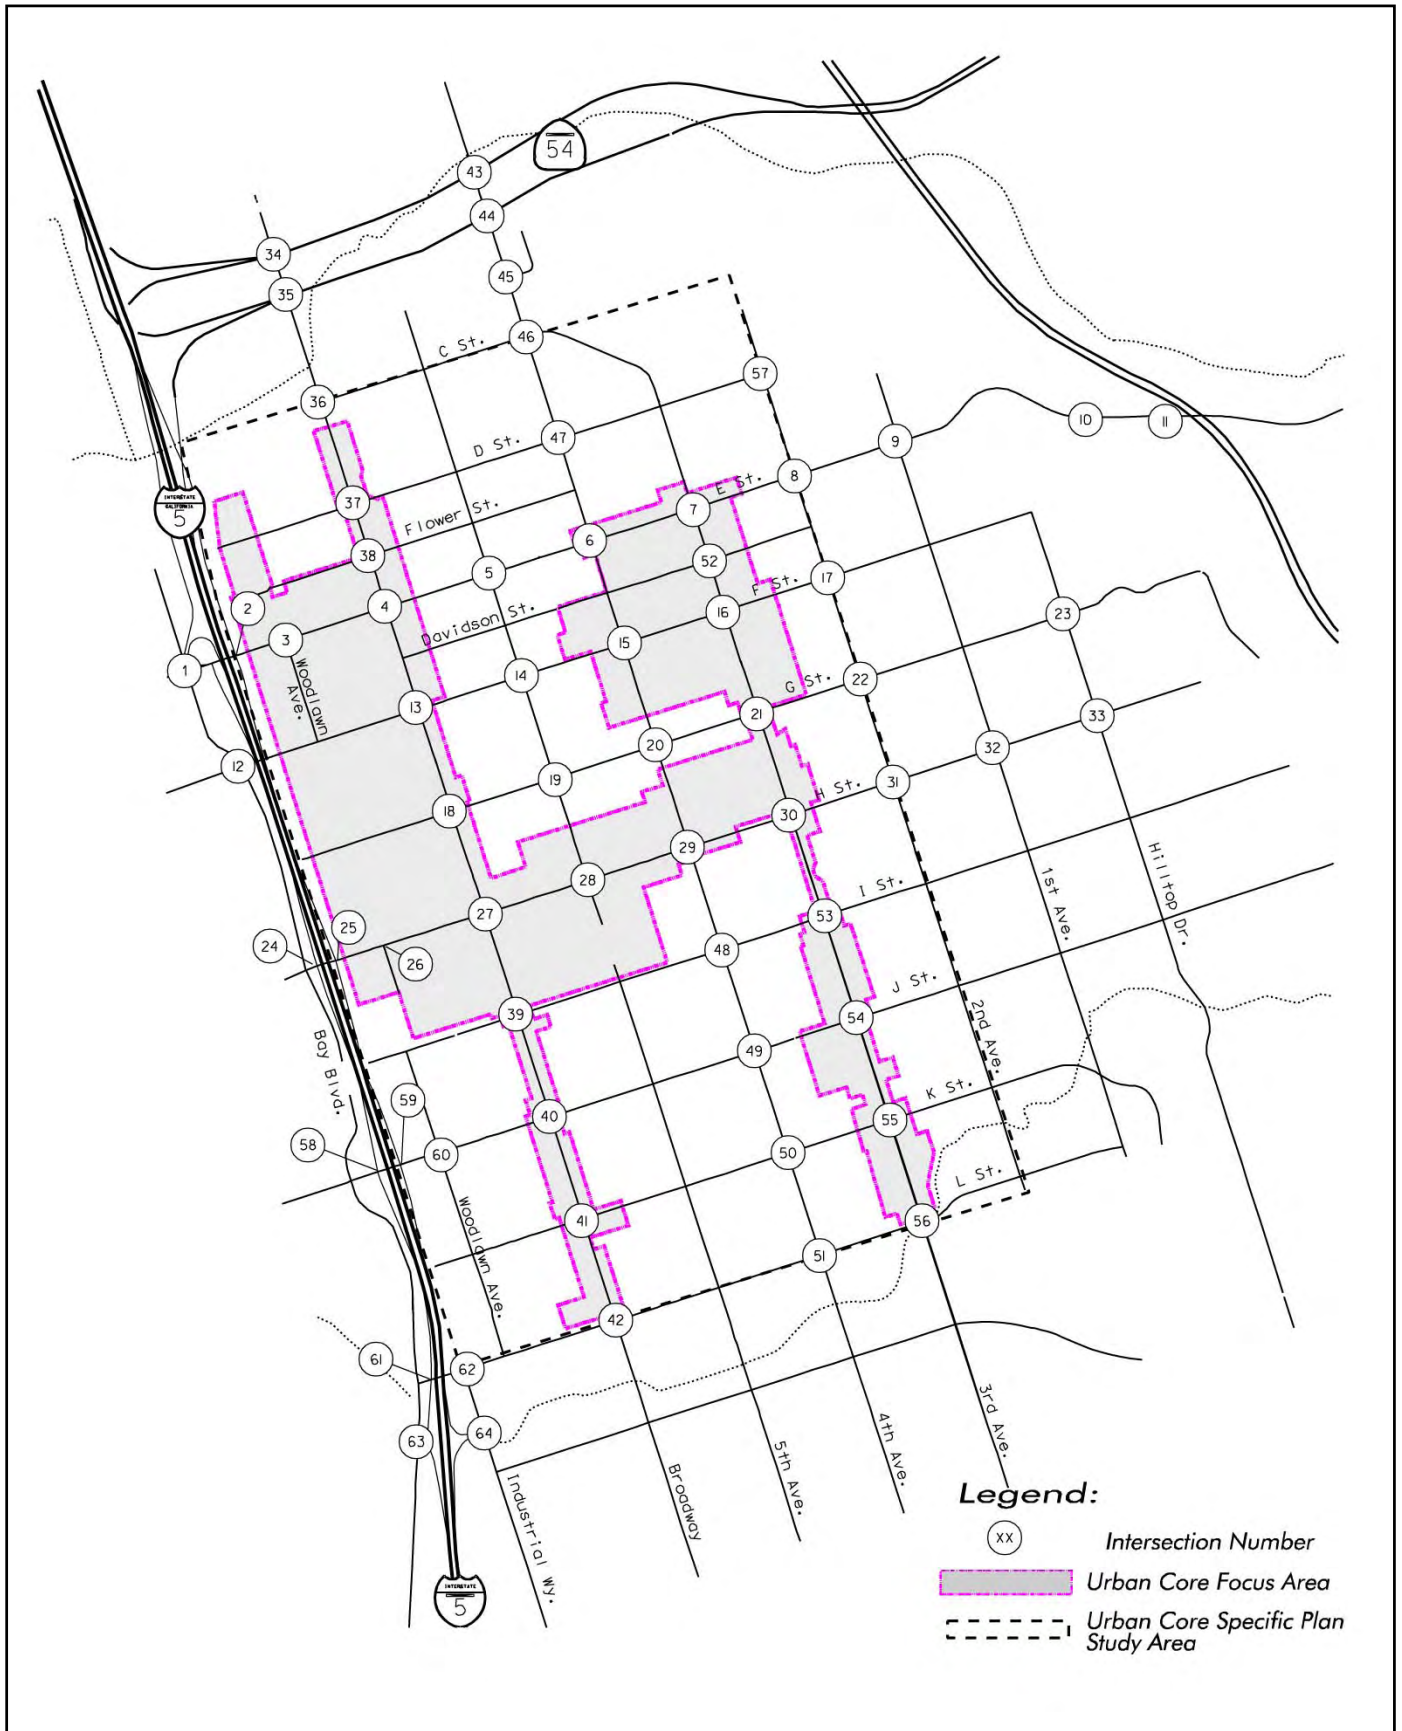 54
43
44
34
45
35
46
C St.
57
36
9
10
11
47
D St.
8
E St.
37
7
INTERSTATE
CALIFORNIA
5
Flower St.
6
38
52
5
17
F St.
4
2
16
23
Davidson St.
3
15
1
Woodlawn
Ave.
14
22
G St.
13
21
33
20
32
12
19
31
H St.
18
30
29
28
Hilltop Dr.
I St.
1st Ave.
27
53
25
24
48
26
J St.
39
54
2nd Ave.
Bay Blvd.
49
K St.
59
40
55
58
60
50
L St.
Woodlawn Ave.
41
56
51
42
61
62
3rd Ave.
64
63
4th Ave.
5th Ave.
Broadway
Industrial Wy.
INTERSTATE
5
Legend:
XX
Intersection Number
Urban Core Focus Area
Urban Core Specific Plan
Study Area